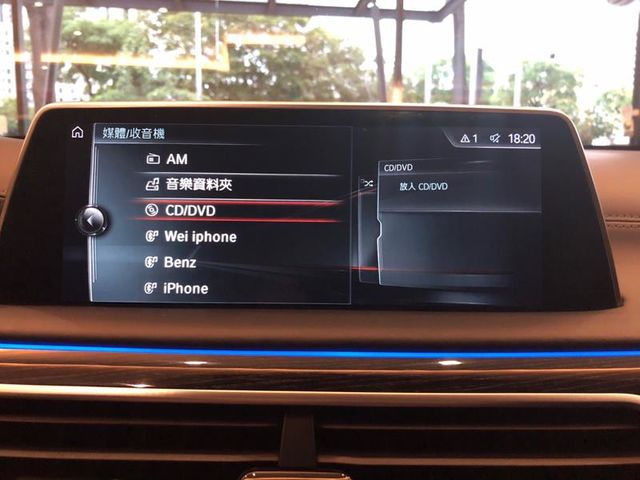 媒體/收音機
1 18:20
AM
音樂資料夾
CD/DVD
Wei iphone
Benz
iPhone
CD/DVD
放入 CD/DVD